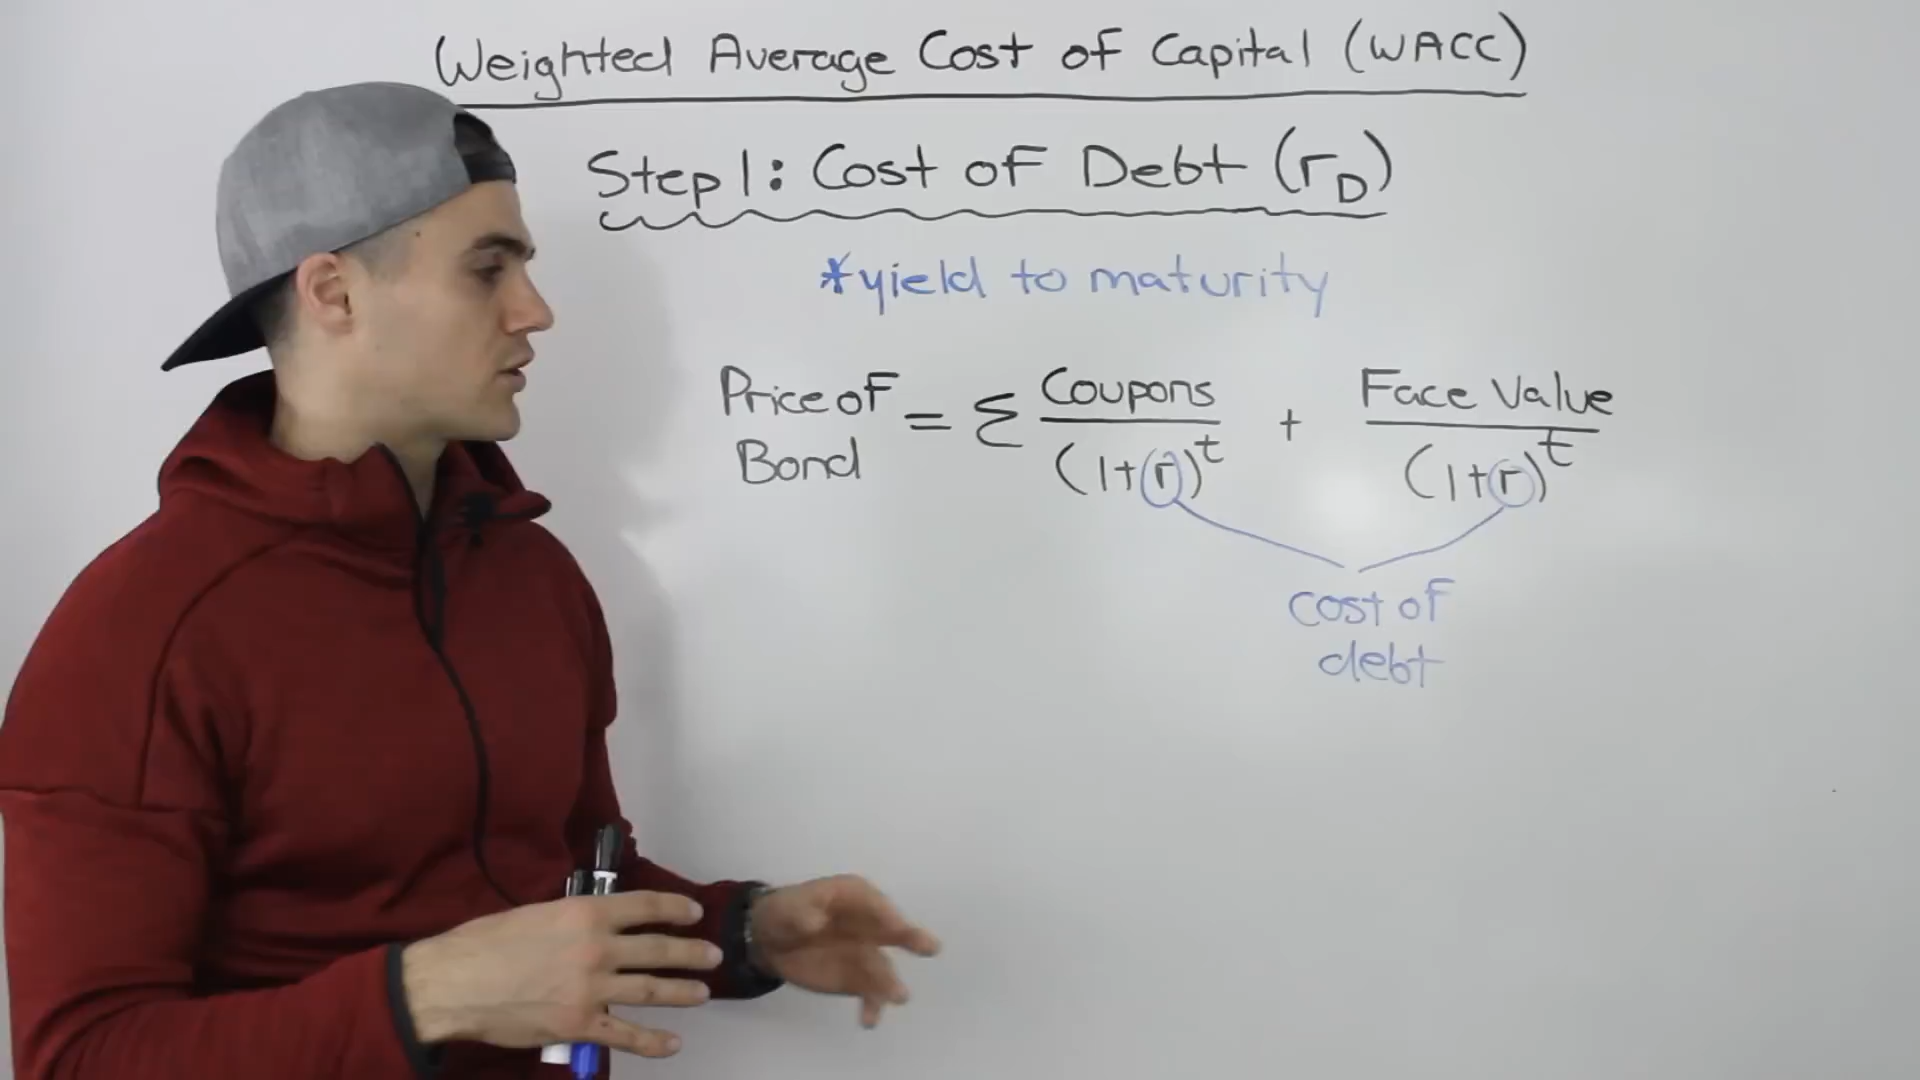 Weighted Average Cost of Capital (WACC)
Step 1: Cost of Debt (rD)
*yield to maturity
Price of Bond = Σ Coupons/(1+r)^t + Face Value/(1+r)^t
cost of
debt